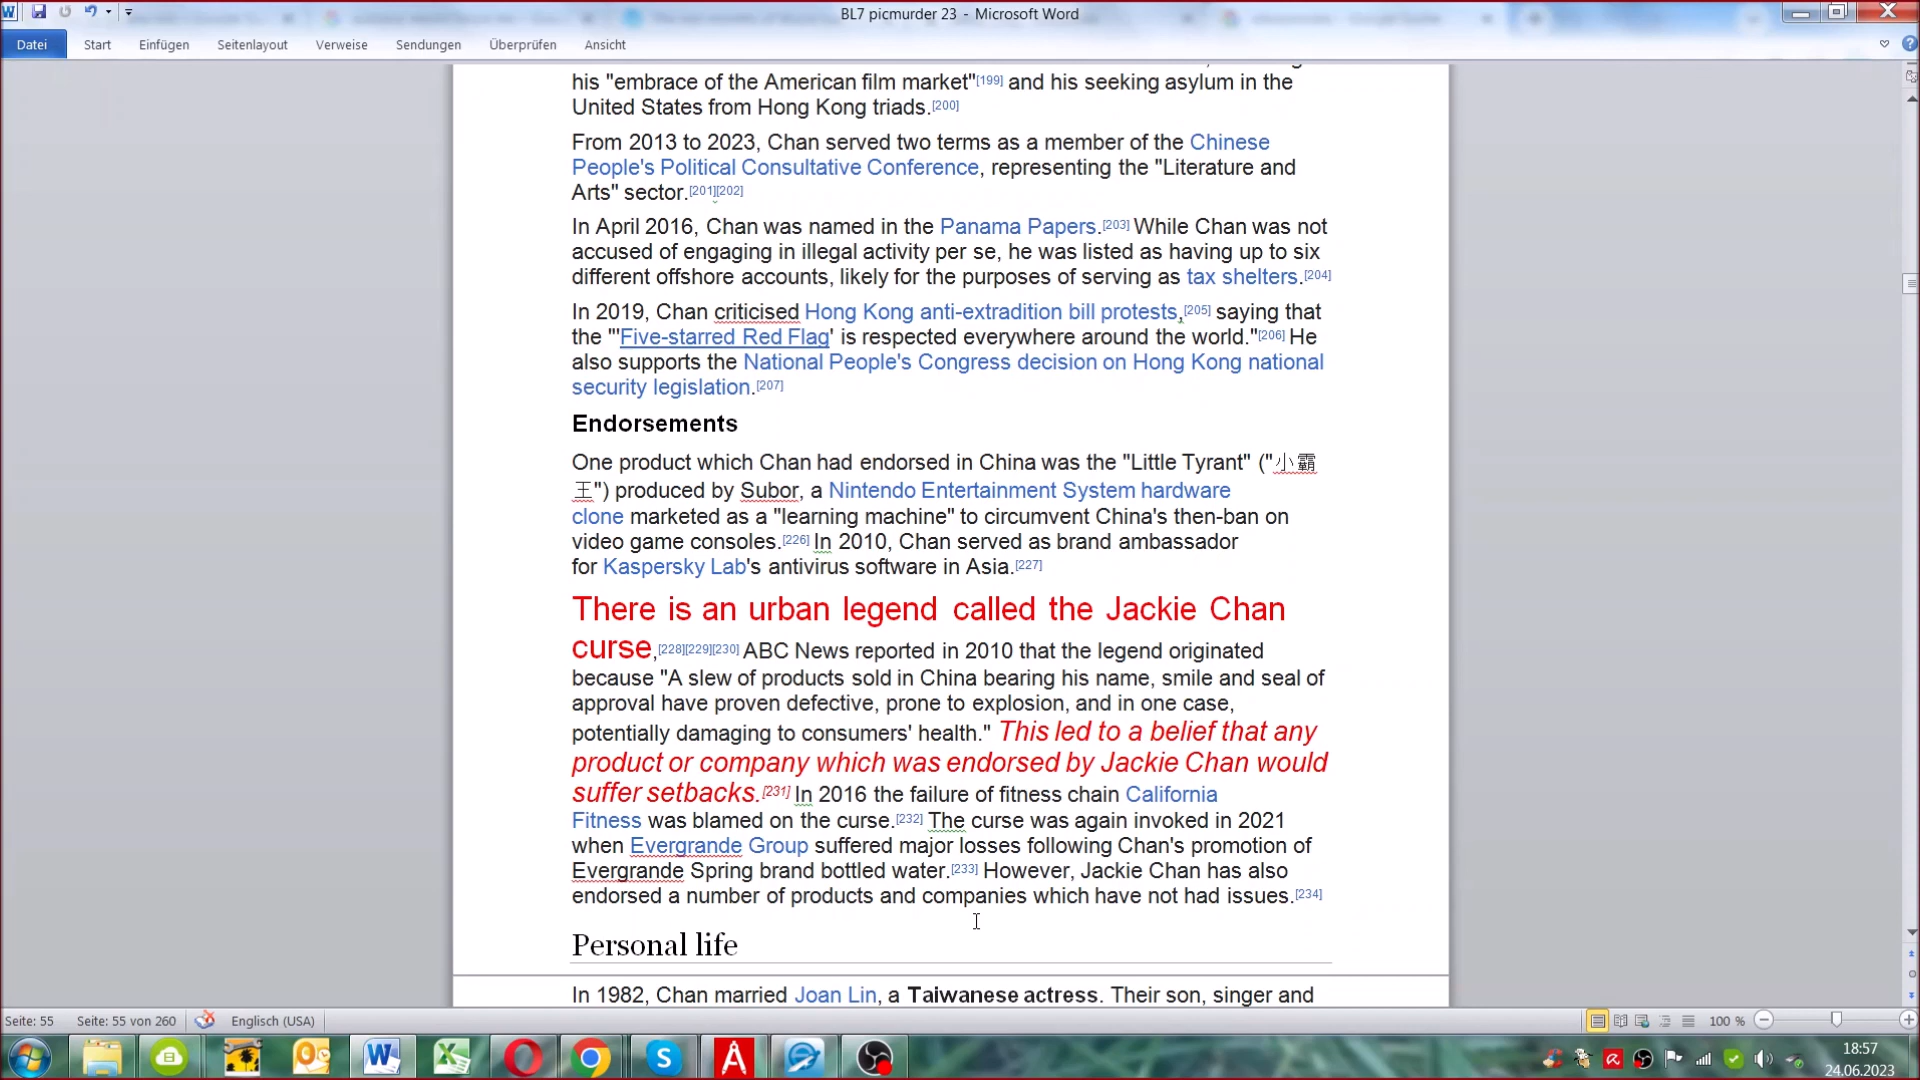 BL7 picmurder 23 - Microsoft Word
Datei Start Einfügen Seitenlayout Verweise Sendungen Überprüfen Ansicht
his "embrace of the American film market"[199] and his seeking asylum in the
United States from Hong Kong triads.[200]
From 2013 to 2023, Chan served two terms as a member of the Chinese
People's Political Consultative Conference, representing the "Literature and
Arts" sector.[201][202]
In April 2016, Chan was named in the Panama Papers.[203] While Chan was not
accused of engaging in illegal activity per se, he was listed as having up to six
different offshore accounts, likely for the purposes of serving as tax shelters.[204]
In 2019, Chan criticised Hong Kong anti-extradition bill protests,[205] saying that
the "'Five-starred Red Flag' is respected everywhere around the world."[206] He
also supports the National People's Congress decision on Hong Kong national
security legislation.[207]
Endorsements
One product which Chan had endorsed in China was the "Little Tyrant" ("小霸
王") produced by Subor, a Nintendo Entertainment System hardware
clone marketed as a "learning machine" to circumvent China's then-ban on
video game consoles.[226] In 2010, Chan served as brand ambassador
for Kaspersky Lab's antivirus software in Asia.[227]
There is an urban legend called the Jackie Chan
curse,[228][229][230] ABC News reported in 2010 that the legend originated
because "A slew of products sold in China bearing his name, smile and seal of
approval have proven defective, prone to explosion, and in one case,
potentially damaging to consumers' health." This led to a belief that any
product or company which was endorsed by Jackie Chan would
suffer setbacks.[231] In 2016 the failure of fitness chain California
Fitness was blamed on the curse.[232] The curse was again invoked in 2021
when Evergrande Group suffered major losses following Chan's promotion of
Evergrande Spring brand bottled water.[233] However, Jackie Chan has also
endorsed a number of products and companies which have not had issues.[234]
Personal life
In 1982, Chan married Joan Lin, a Taiwanese actress. Their son, singer and
Seite: 55 Seite: 55 von 260 Englisch (USA) 100 %
18:57
24.06.2023